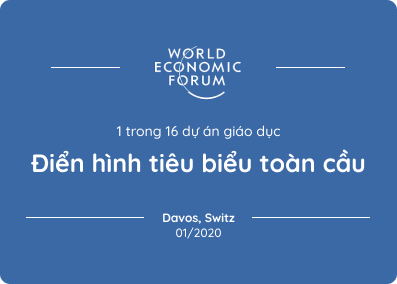 WORLD
ECONOMIC
FORUM
1 trong 16 dự án giáo dục
Điển hình tiêu biểu toàn cầu
Davos, Switz
01/2020